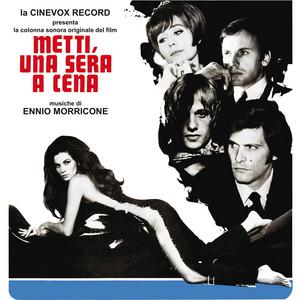 la CINEVOX RECORD
presenta
la colonna sonora originale del film
METTI,
UNA SERA
A CENA
musiche di
ENNIO MORRICONE